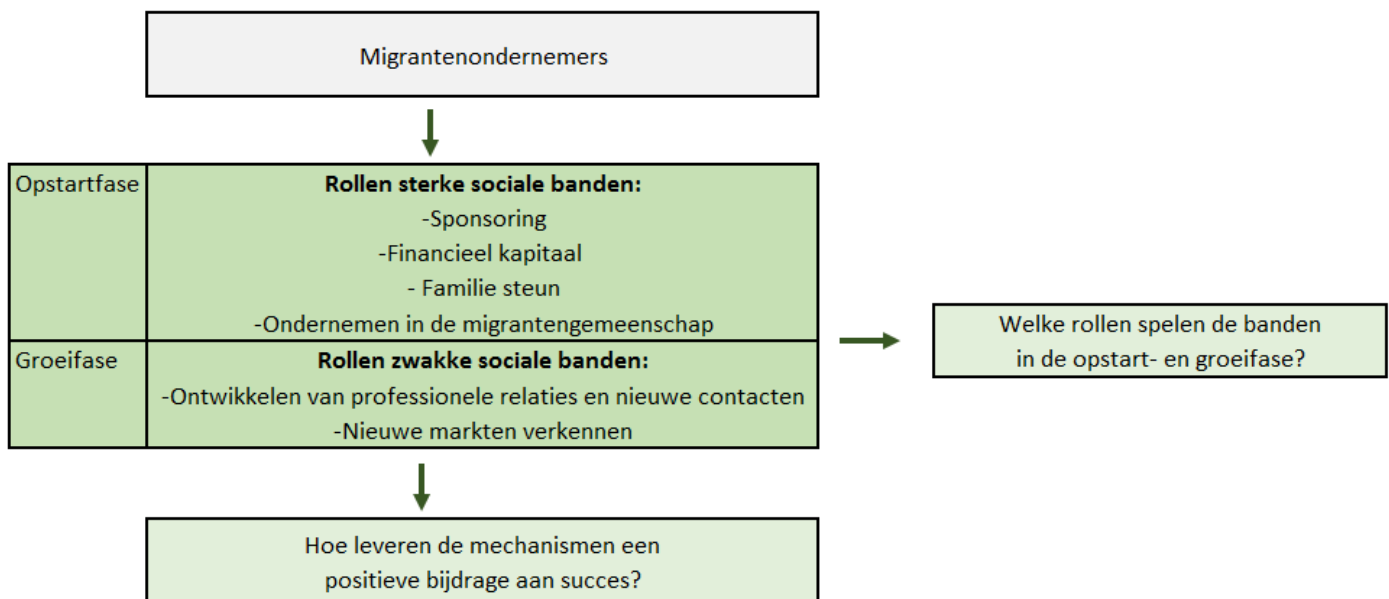 Migrantenondernemers
Opstartfase
Rollen sterke sociale banden:
-Sponsoring
-Financieel kapitaal
- Familie steun
-Ondernemen in de migrantengemeenschap
Groeifase
Rollen zwakke sociale banden:
-Ontwikkelen van professionele relaties en nieuwe contacten
-Nieuwe markten verkennen
Welke rollen spelen de banden
in de opstart- en groeifase?
Hoe leveren de mechanismen een
positieve bijdrage aan succes?